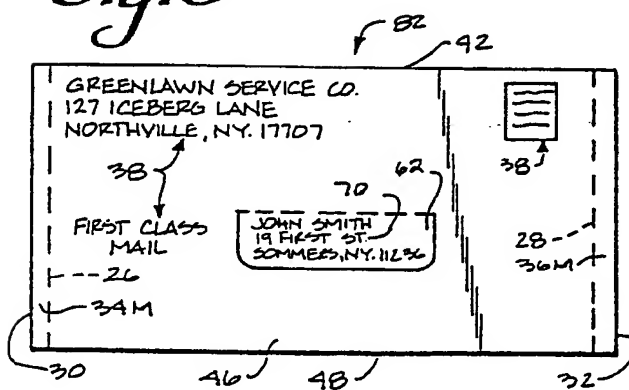 82
42
GREENLAWN SERVICE CO.
127 ICEBERG LANE
NORTHVILLE, NY. 17707
38
38
70
62
FIRST CLASS
MAIL
JOHN SMITH
19 FIRST ST.
SOMMERS, NY. 11236
28
36M
26
34M
30
46
48
32